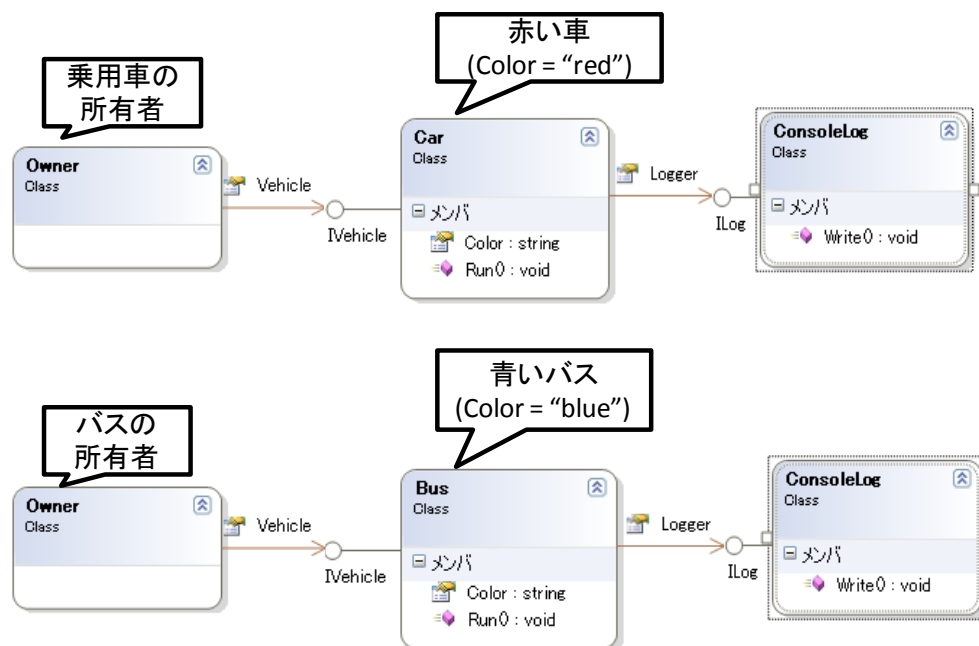 赤い車
(Color = “red”)
乗用車の
所有者
Owner
Class
Vehicle
IVehicle
Car
Class
メンバ
Color : string
Run() : void
Logger
ILog
ConsoleLog
Class
メンバ
Write() : void
青いバス
(Color = “blue”)
バスの
所有者
Owner
Class
Vehicle
IVehicle
Bus
Class
メンバ
Color : string
Run() : void
Logger
ILog
ConsoleLog
Class
メンバ
Write() : void